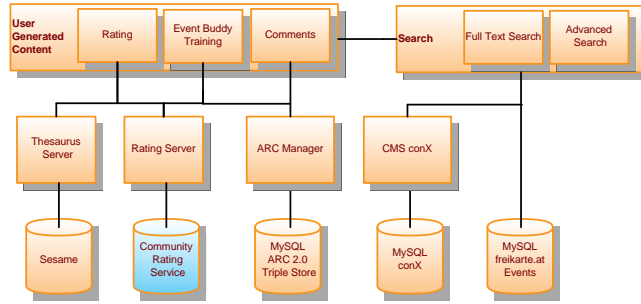 User
Generated
Content
Rating
Event Buddy
Training
Comments
Search
Full Text Search
Advanced
Search
Thesaurus
Server
Rating Server
ARC Manager
CMS conX
Sesame
Community
Rating
Service
MySQL
ARC 2.0
Triple Store
MySQL
conX
MySQL
freikarte.at
Events